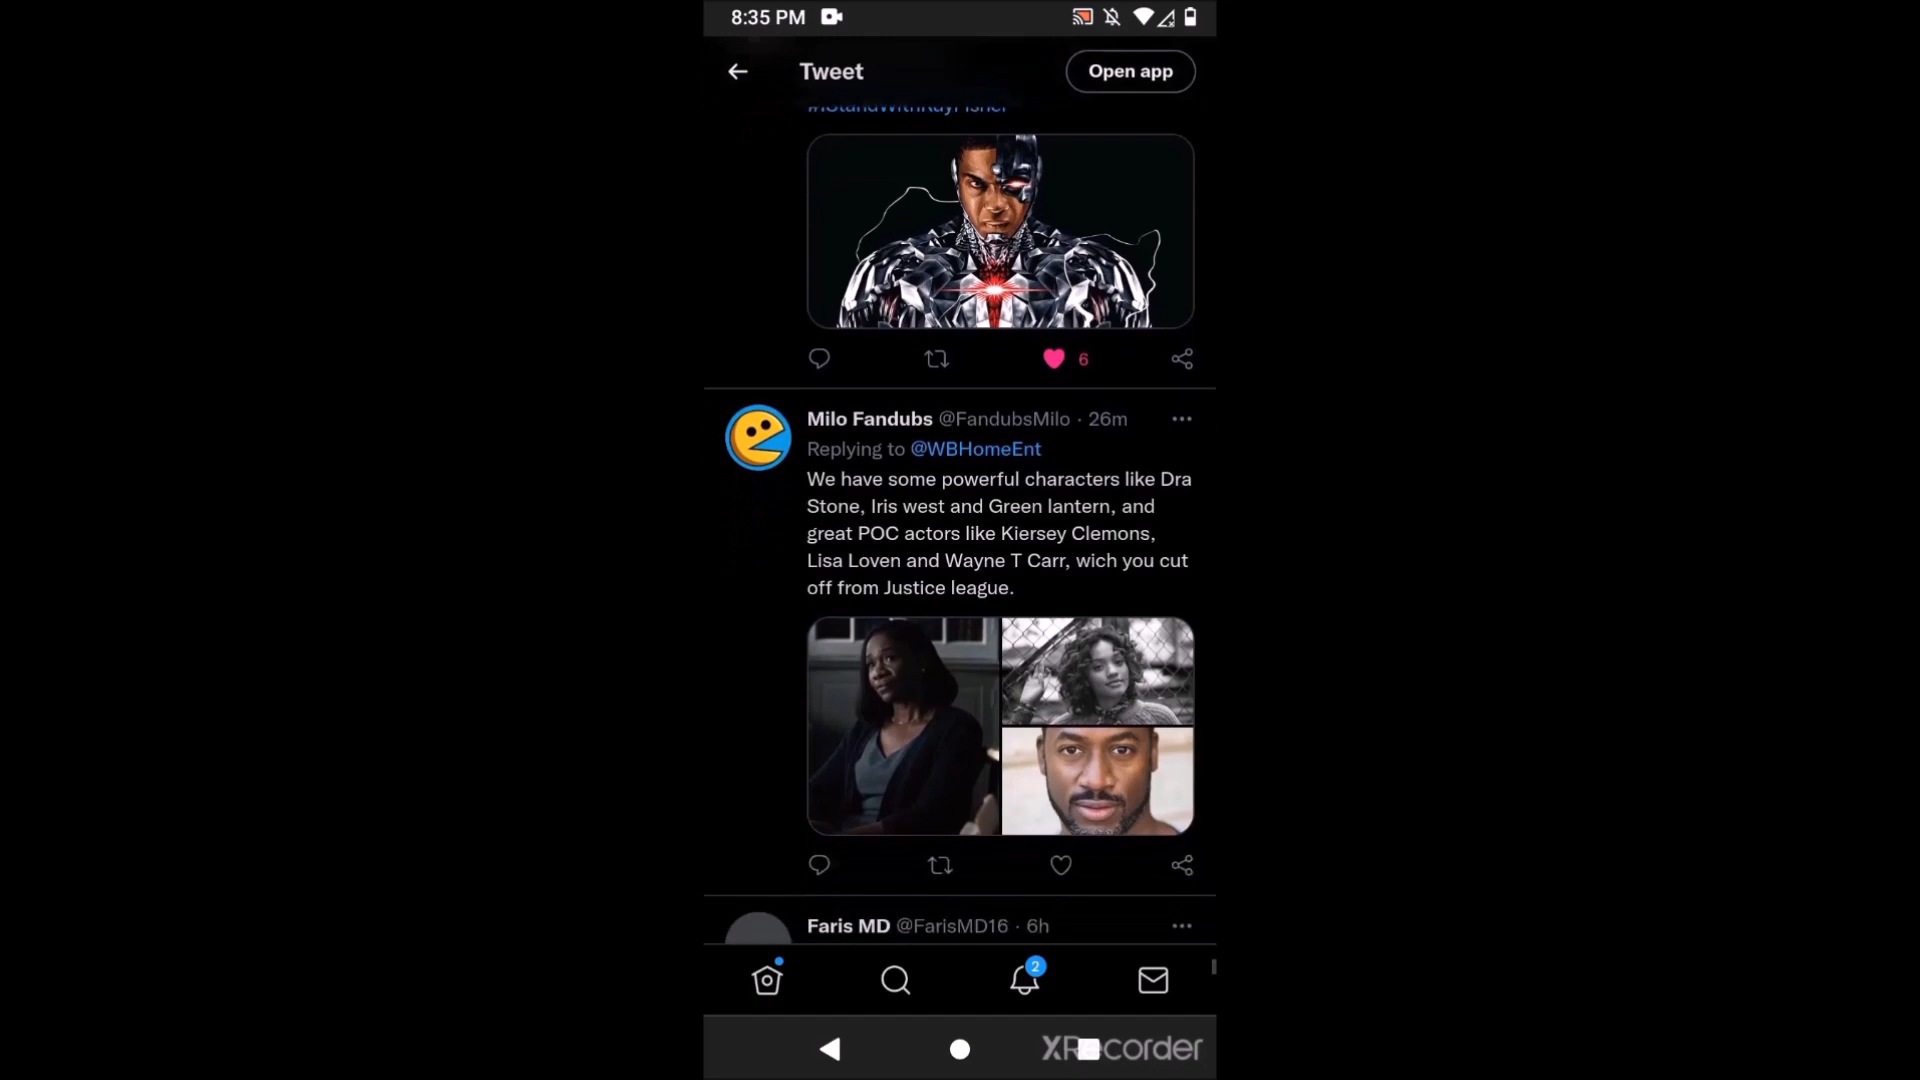 8:35 PM
Tweet
Open app
#IStandWithRayFisher
6
Milo Fandubs @FandubsMilo · 26m
Replying to @WBHomeEnt
We have some powerful characters like Dra
Stone, Iris west and Green lantern, and
great POC actors like Kiersey Clemons,
Lisa Loven and Wayne T Carr, wich you cut
off from Justice league.
Faris MD @FarisMD16 · 6h
2
XRecorder